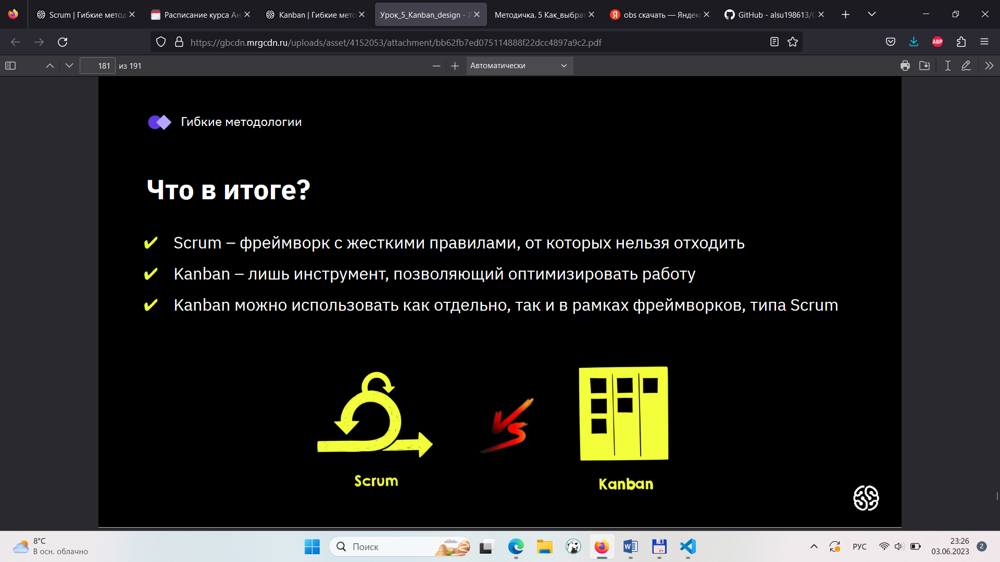 Scrum | Гибкие метод
Расписание курса Ан
Kanban | Гибкие мето
Урок_5_Kanban_design - Л
Методичка. 5 Как_выбрат
obs скачать — Яндекс
GitHub - alsu198613/G
https://gbcdn.mrgcdn.ru/uploads/asset/4152053/attachment/bb62fb7ed075114888f22dcc4897a9c2.pdf
ABP
181 из 191
Автоматически
Гибкие методологии
Что в итоге?
✔ Scrum – фреймворк с жесткими правилами, от которых нельзя отходить
✔ Kanban – лишь инструмент, позволяющий оптимизировать работу
✔ Kanban можно использовать как отдельно, так и в рамках фреймворков, типа Scrum
VS
Scrum
Kanban
8°C
В осн. облачно
Поиск
64
РУС
23:26
03.06.2023
2